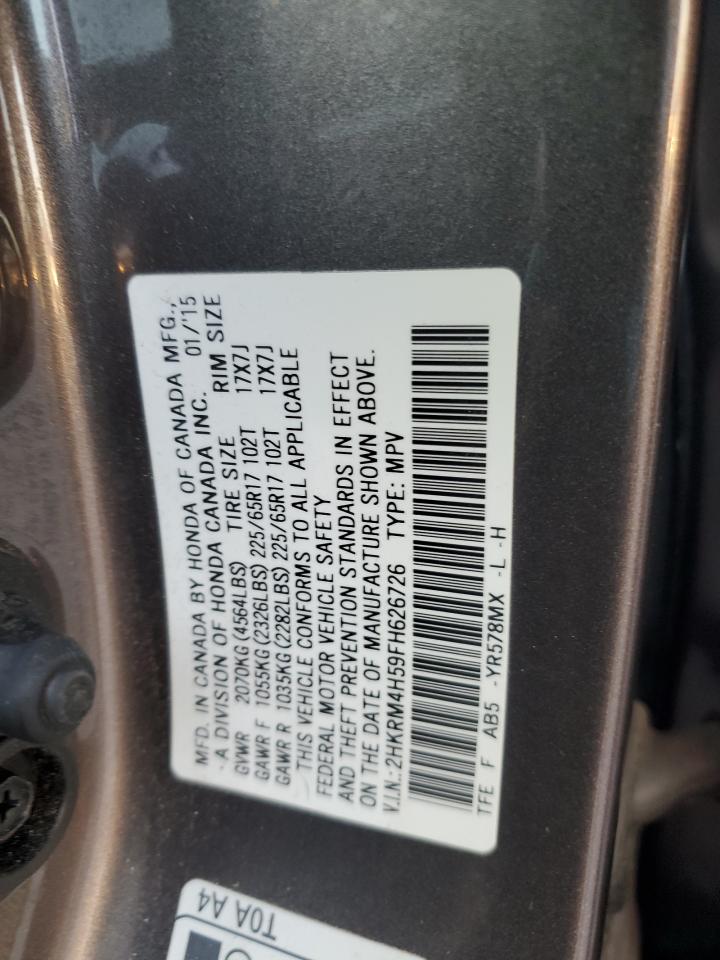 MFD. IN CANADA BY HONDA OF CANADA MFG.,
A DIVISION OF HONDA CANADA INC. 01/'15
GVWR 2070KG(4564LBS) TIRE SIZE RIM SIZE
GAWR F 1055KG(2326LBS) 225/65R17 102T 17X7J
GAWR R 1035KG(2282LBS) 225/65R17 102T 17X7J
THIS VEHICLE CONFORMS TO ALL APPLICABLE
FEDERAL MOTOR VEHICLE SAFETY
AND THEFT PREVENTION STANDARDS IN EFFECT
ON THE DATE OF MANUFACTURE SHOWN ABOVE.
V.I.N.:2HKRM4H59FH626726 TYPE: MPV
TFE F AB5 -YR578MX -L -H
T0A A4